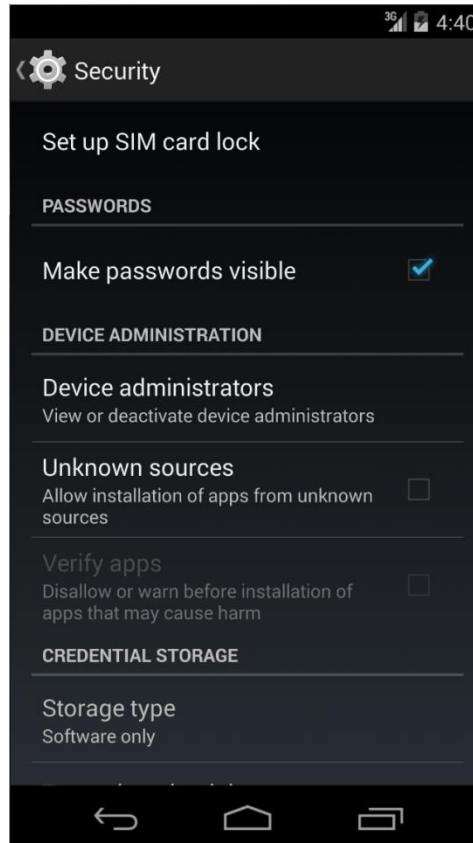 3G 4:40
Security
Set up SIM card lock
PASSWORDS
Make passwords visible
DEVICE ADMINISTRATION
Device administrators
View or deactivate device administrators
Unknown sources
Allow installation of apps from unknown
sources
Verify apps
Disallow or warn before installation of
apps that may cause harm
CREDENTIAL STORAGE
Storage type
Software only